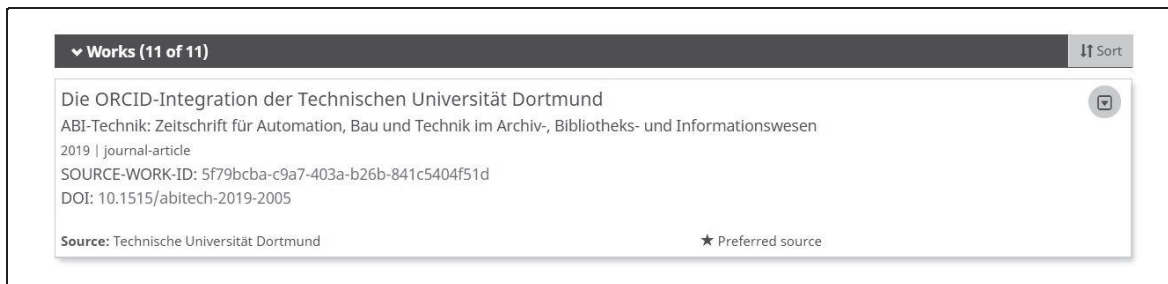 Works (11 of 11)
Sort
Die ORCID-Integration der Technischen Universität Dortmund
ABI-Technik: Zeitschrift für Automation, Bau und Technik im Archiv-, Bibliotheks- und Informationswesen
2019 | journal-article
SOURCE-WORK-ID: 5f79bcba-c9a7-403a-b26b-841c5404f51d
DOI: 10.1515/abitech-2019-2005
Source: Technische Universität Dortmund ★ Preferred source